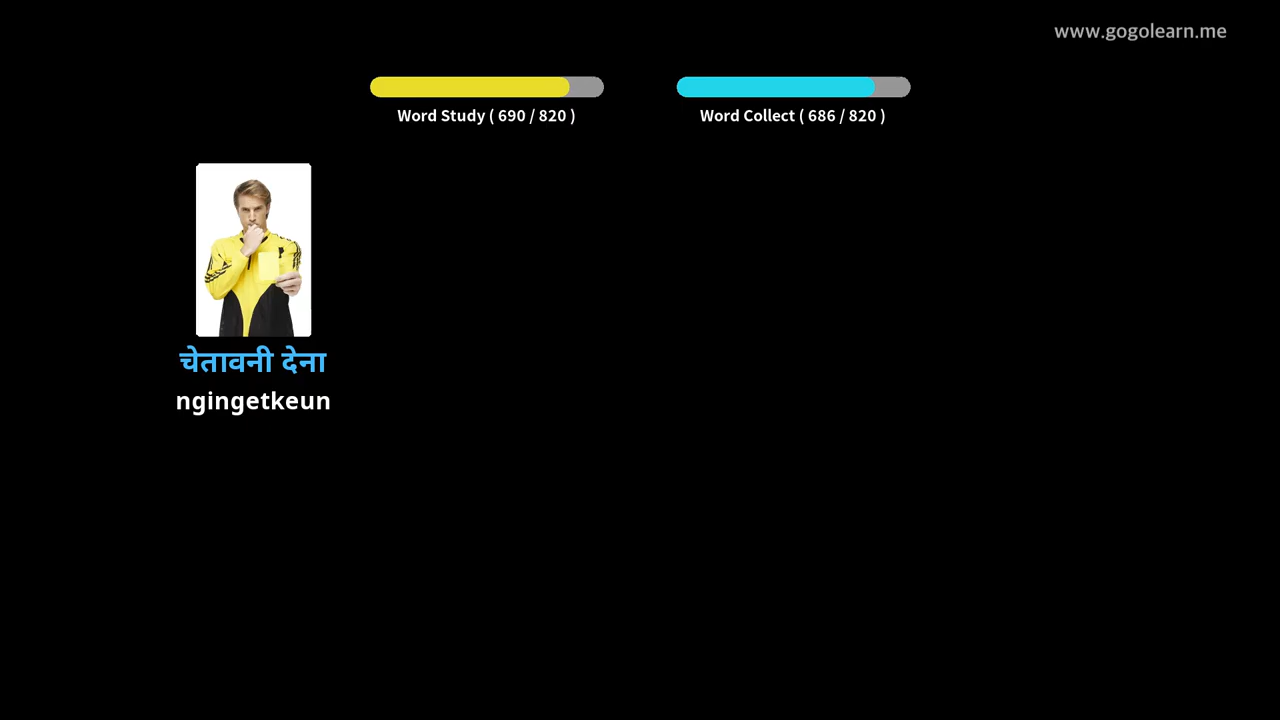 www.gogolearn.me
Word Study ( 690 / 820 )
Word Collect ( 686 / 820 )
चेतावनी देना
ngingetkeun